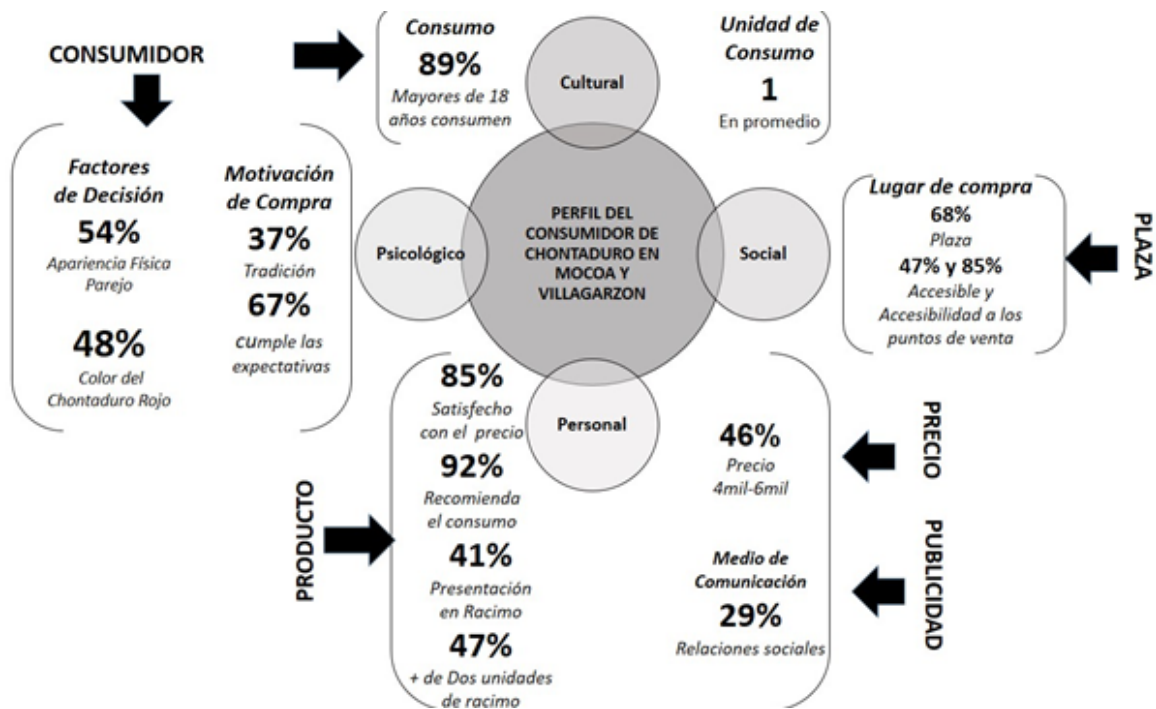 CONSUMIDOR
Consumo
89%
Mayores de 18
años consumen
Cultural
Unidad de
Consumo
1
En promedio
Factores
de Decisión
54%
Apariencia Física
Parejo
48%
Color del
Chontaduro Rojo
Motivación
de Compra
37%
Tradición
67%
cumple las
expectativas
Psicológico
PERFIL DEL
CONSUMIDOR DE
CHONTADURO EN
MOCOA Y
VILLAGARZON
Social
Lugar de compra
68%
Plaza
47% y 85%
Accesible y
Accesibilidad a los
puntos de venta
PLAZA
PRODUCTO
85%
Satisfecho
con el precio
92%
Recomienda
el consumo
41%
Presentación
en Racimo
47%
+ de Dos unidades
de racimo
Personal
46%
Precio
4mil-6mil
PRECIO
Medio de
Comunicación
29%
Relaciones sociales
PUBLICIDAD